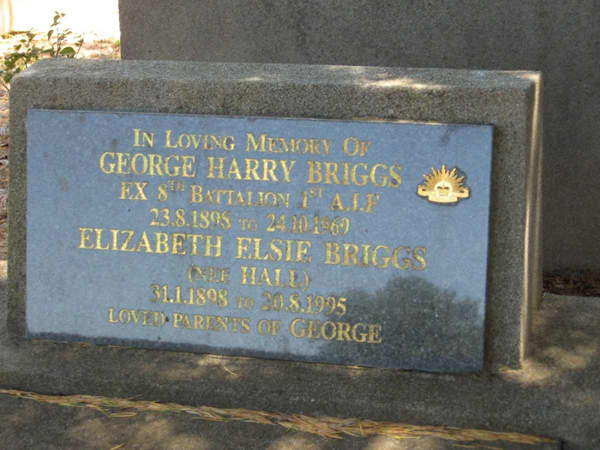 IN LOVING MEMORY OF
GEORGE HARRY BRIGGS
EX 8TH BATTALION 1ST A.I.F
23.8.1898 TO 24.10.1969
ELIZABETH ELSIE BRIGGS
(NEE HALL)
31.1.1898 TO 20.8.1995
LOVED PARENTS OF GEORGE